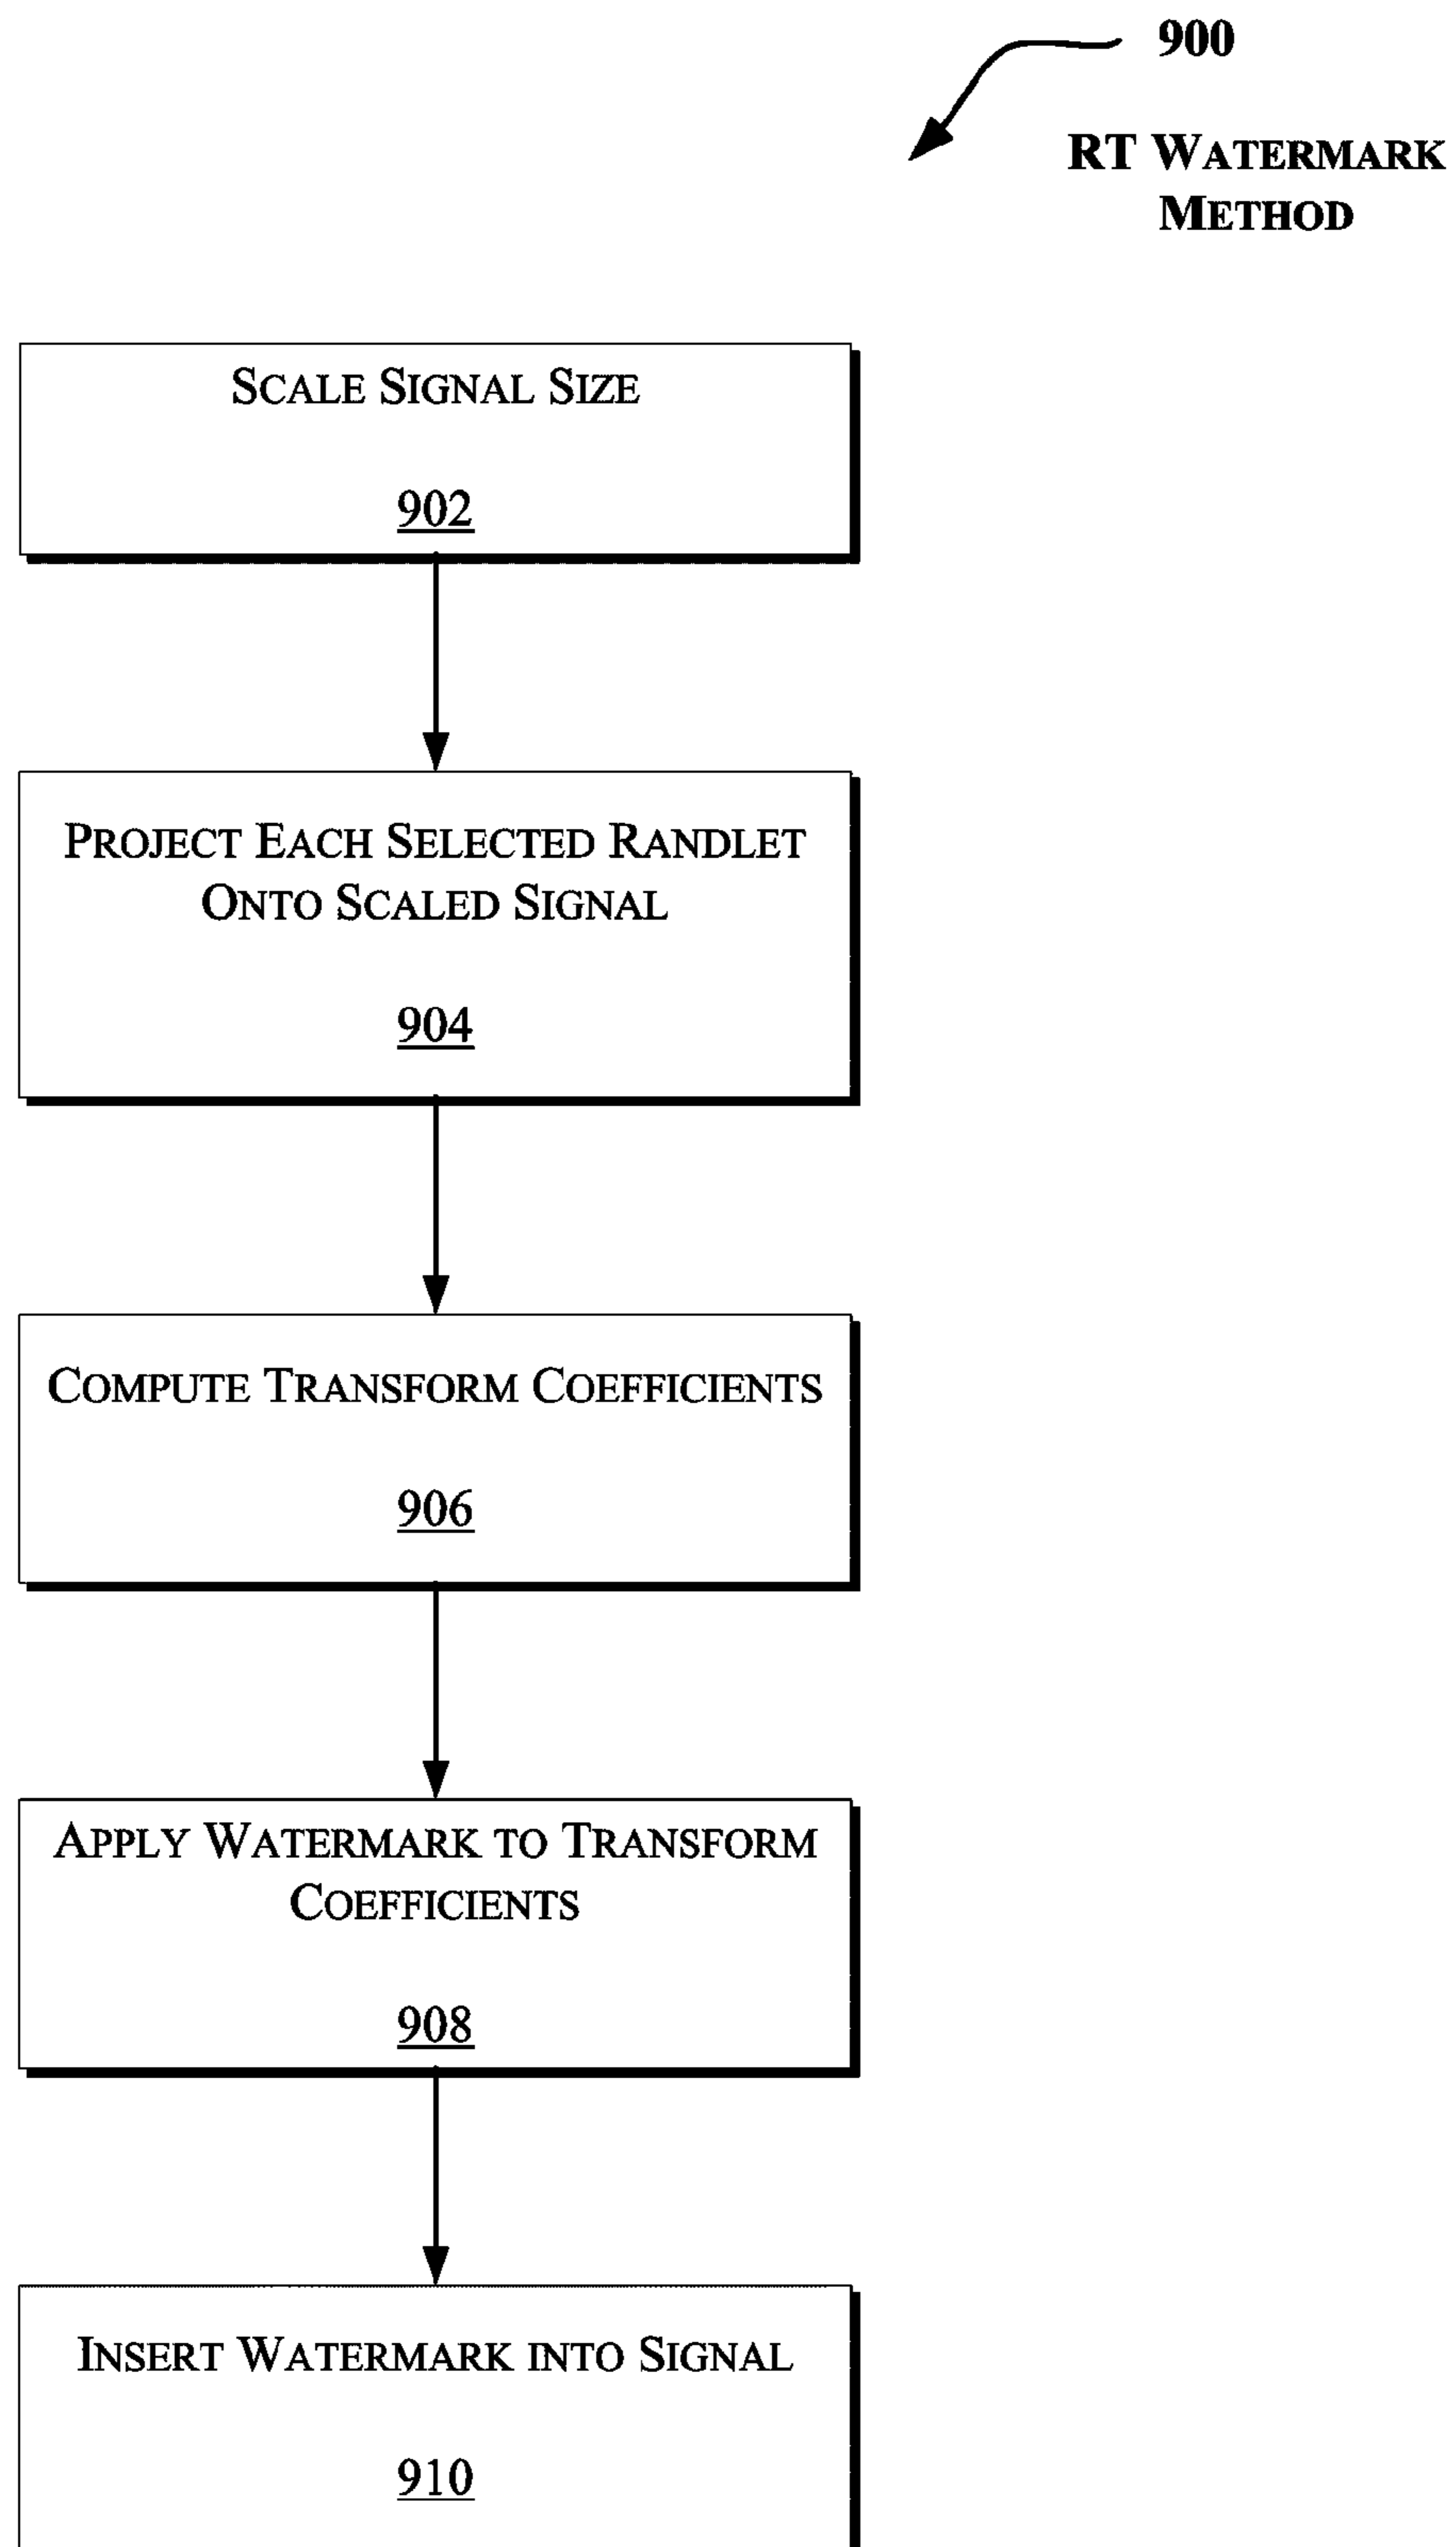 900
RT WATERMARK
METHOD
SCALE SIGNAL SIZE
902
PROJECT EACH SELECTED RANDLET
ONTO SCALED SIGNAL
904
COMPUTE TRANSFORM COEFFICIENTS
906
APPLY WATERMARK TO TRANSFORM
COEFFICIENTS
908
INSERT WATERMARK INTO SIGNAL
910